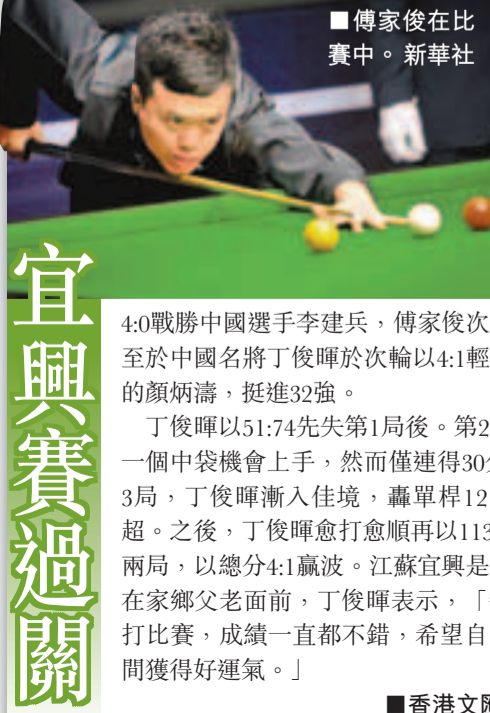 ■傅家俊在比
賽中。 新華社
宜興賽過關
4:0戰勝中國選手李建兵，傅家俊次
至於中國名將丁俊暉於次輪以4:1輕
的顏炳濤，挺進32強。
丁俊暉以51:74先失第1局後。第2
一個中袋機會上手，然而僅連得30分
3局，丁俊暉漸入佳境，轟單桿12
超。之後，丁俊暉愈打愈順再以113
兩局，以總分4:1贏波。江蘇宜興是
在家鄉父老面前，丁俊暉表示，「
打比賽，成績一直都不錯，希望自
間獲得好運氣。」
■香港文匯